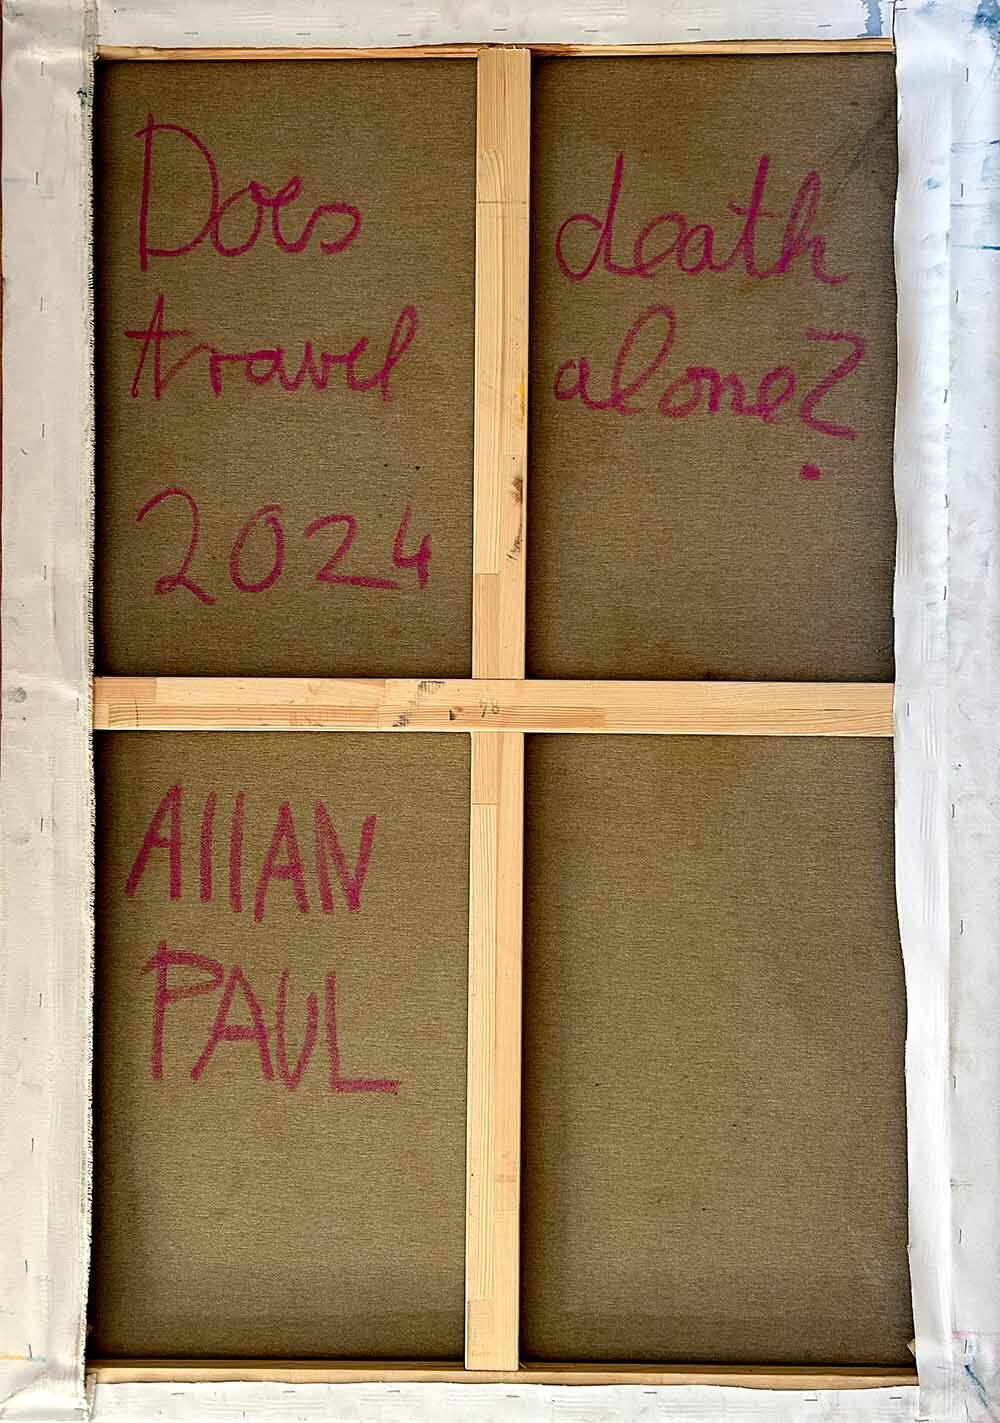 Does death
travel alone?
2024
AllAN
PAUL